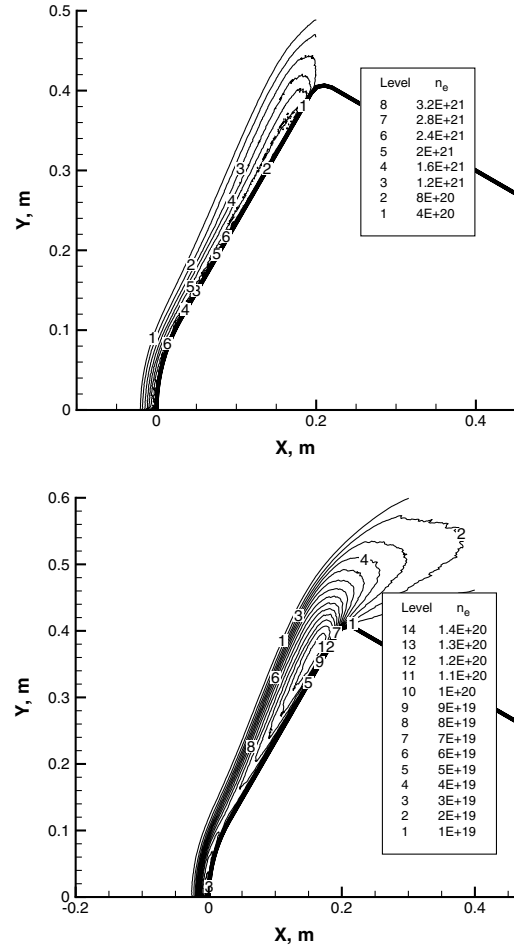 0.5
0.4
0.3
0.2
0.1
0
Y, m
0
0.2
0.4
X, m
Level nₑ
8 3.2E+21
7 2.8E+21
6 2.4E+21
5 2E+21
4 1.6E+21
3 1.2E+21
2 8E+20
1 4E+20
1
3
2
4
6
2
5
5
3
4
1
6
0.6
0.5
0.4
0.3
0.2
0.1
0
Y, m
-0.2
0
0.2
0.4
X, m
Level nₑ
14 1.4E+20
13 1.3E+20
12 1.2E+20
11 1.1E+20
10 1E+20
9 9E+19
8 8E+19
7 7E+19
6 6E+19
5 5E+19
4 4E+19
3 3E+19
2 2E+19
1 1E+19
2
4
3
1
7
1
12
9
6
5
8
3